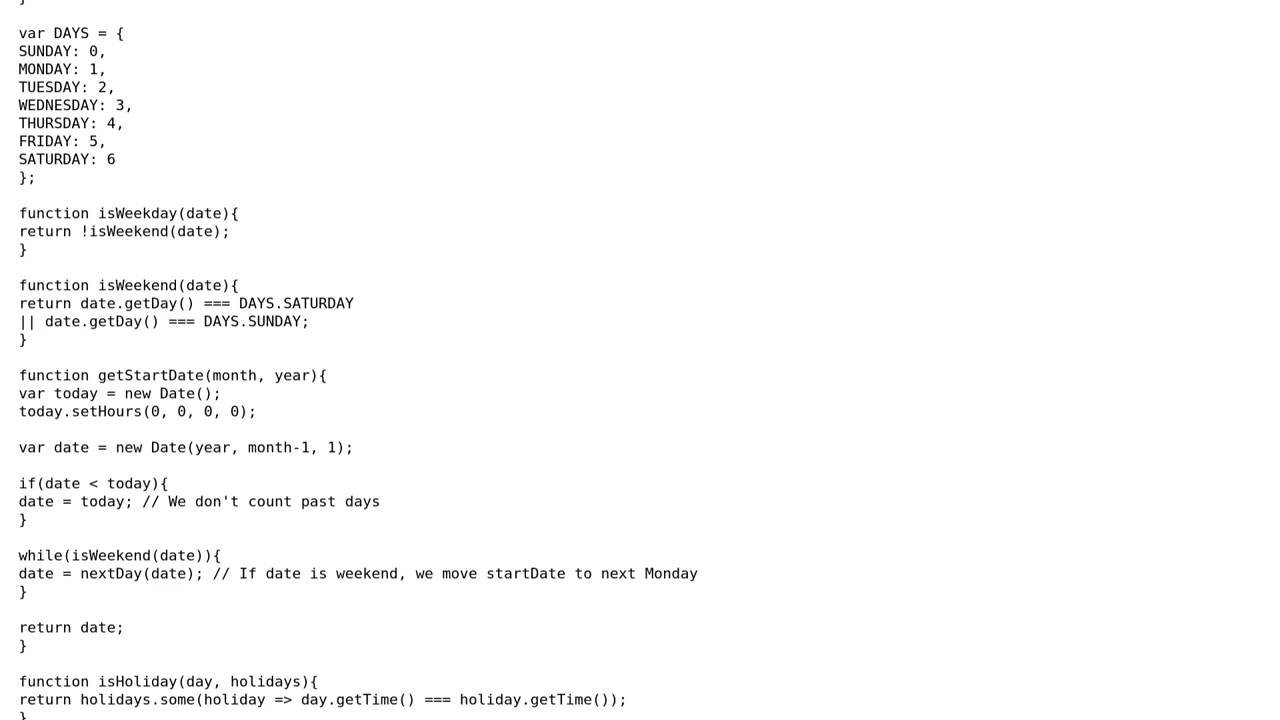 }
var DAYS = {
SUNDAY: 0,
MONDAY: 1,
TUESDAY: 2,
WEDNESDAY: 3,
THURSDAY: 4,
FRIDAY: 5,
SATURDAY: 6
};
function isWeekday(date){
return !isWeekend(date);
}
function isWeekend(date){
return date.getDay() === DAYS.SATURDAY
|| date.getDay() === DAYS.SUNDAY;
}
function getStartDate(month, year){
var today = new Date();
today.setHours(0, 0, 0, 0);
var date = new Date(year, month-1, 1);
if(date < today){
date = today; // We don't count past days
}
while(isWeekend(date)){
date = nextDay(date); // If date is weekend, we move startDate to next Monday
}
return date;
}
function isHoliday(day, holidays){
return holidays.some(holiday => day.getTime() === holiday.getTime());
}